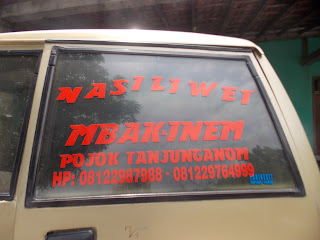 NASI LIWET
MBAK·INEM
POJOK TANJUNGANOM
HP: 08122987988 - 081229764999